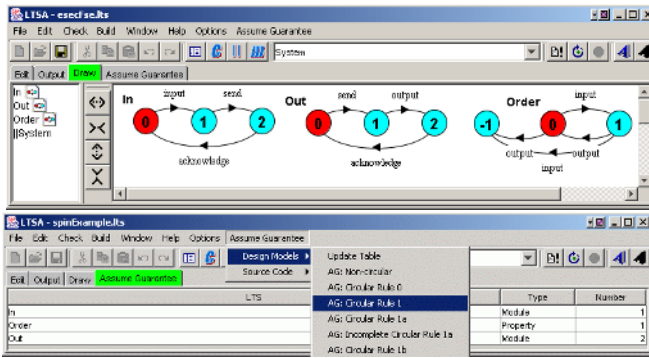 LTSA - esecfse.lts
File Edit Check Build Window Help Options Assume Guarantee
System
Edit Output Draw Assume Guarantee
In
Out
Order
||System
In input send
0 1 2
acknowledge
Out send output
0 1 2
acknowledge
Order input
-1 0 1
output output
input
LTSA - spinExample.lts
File Edit Check Build Window Help Options Assume Guarantee
Design Models
Source Code
Update Table
AG: Non-circular
AG: Circular Rule 0
AG: Circular Rule 1
AG: Circular Rule 1a
AG: Incomplete Circular Rule 1a
AG: Circular Rule 1b
Edit Output Draw Assume Guarantee
LTS Type Number
In Module 1
Order Property 1
Out Module 2